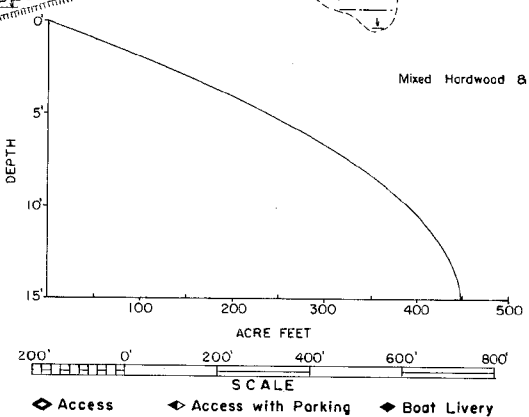 0'
Mixed Hardwood &
5'
DEPTH
10'
15'
100 200 300 400 500
ACRE FEET
200' 0' 200' 400' 600' 800'
SCALE
Access Access with Parking Boat Livery